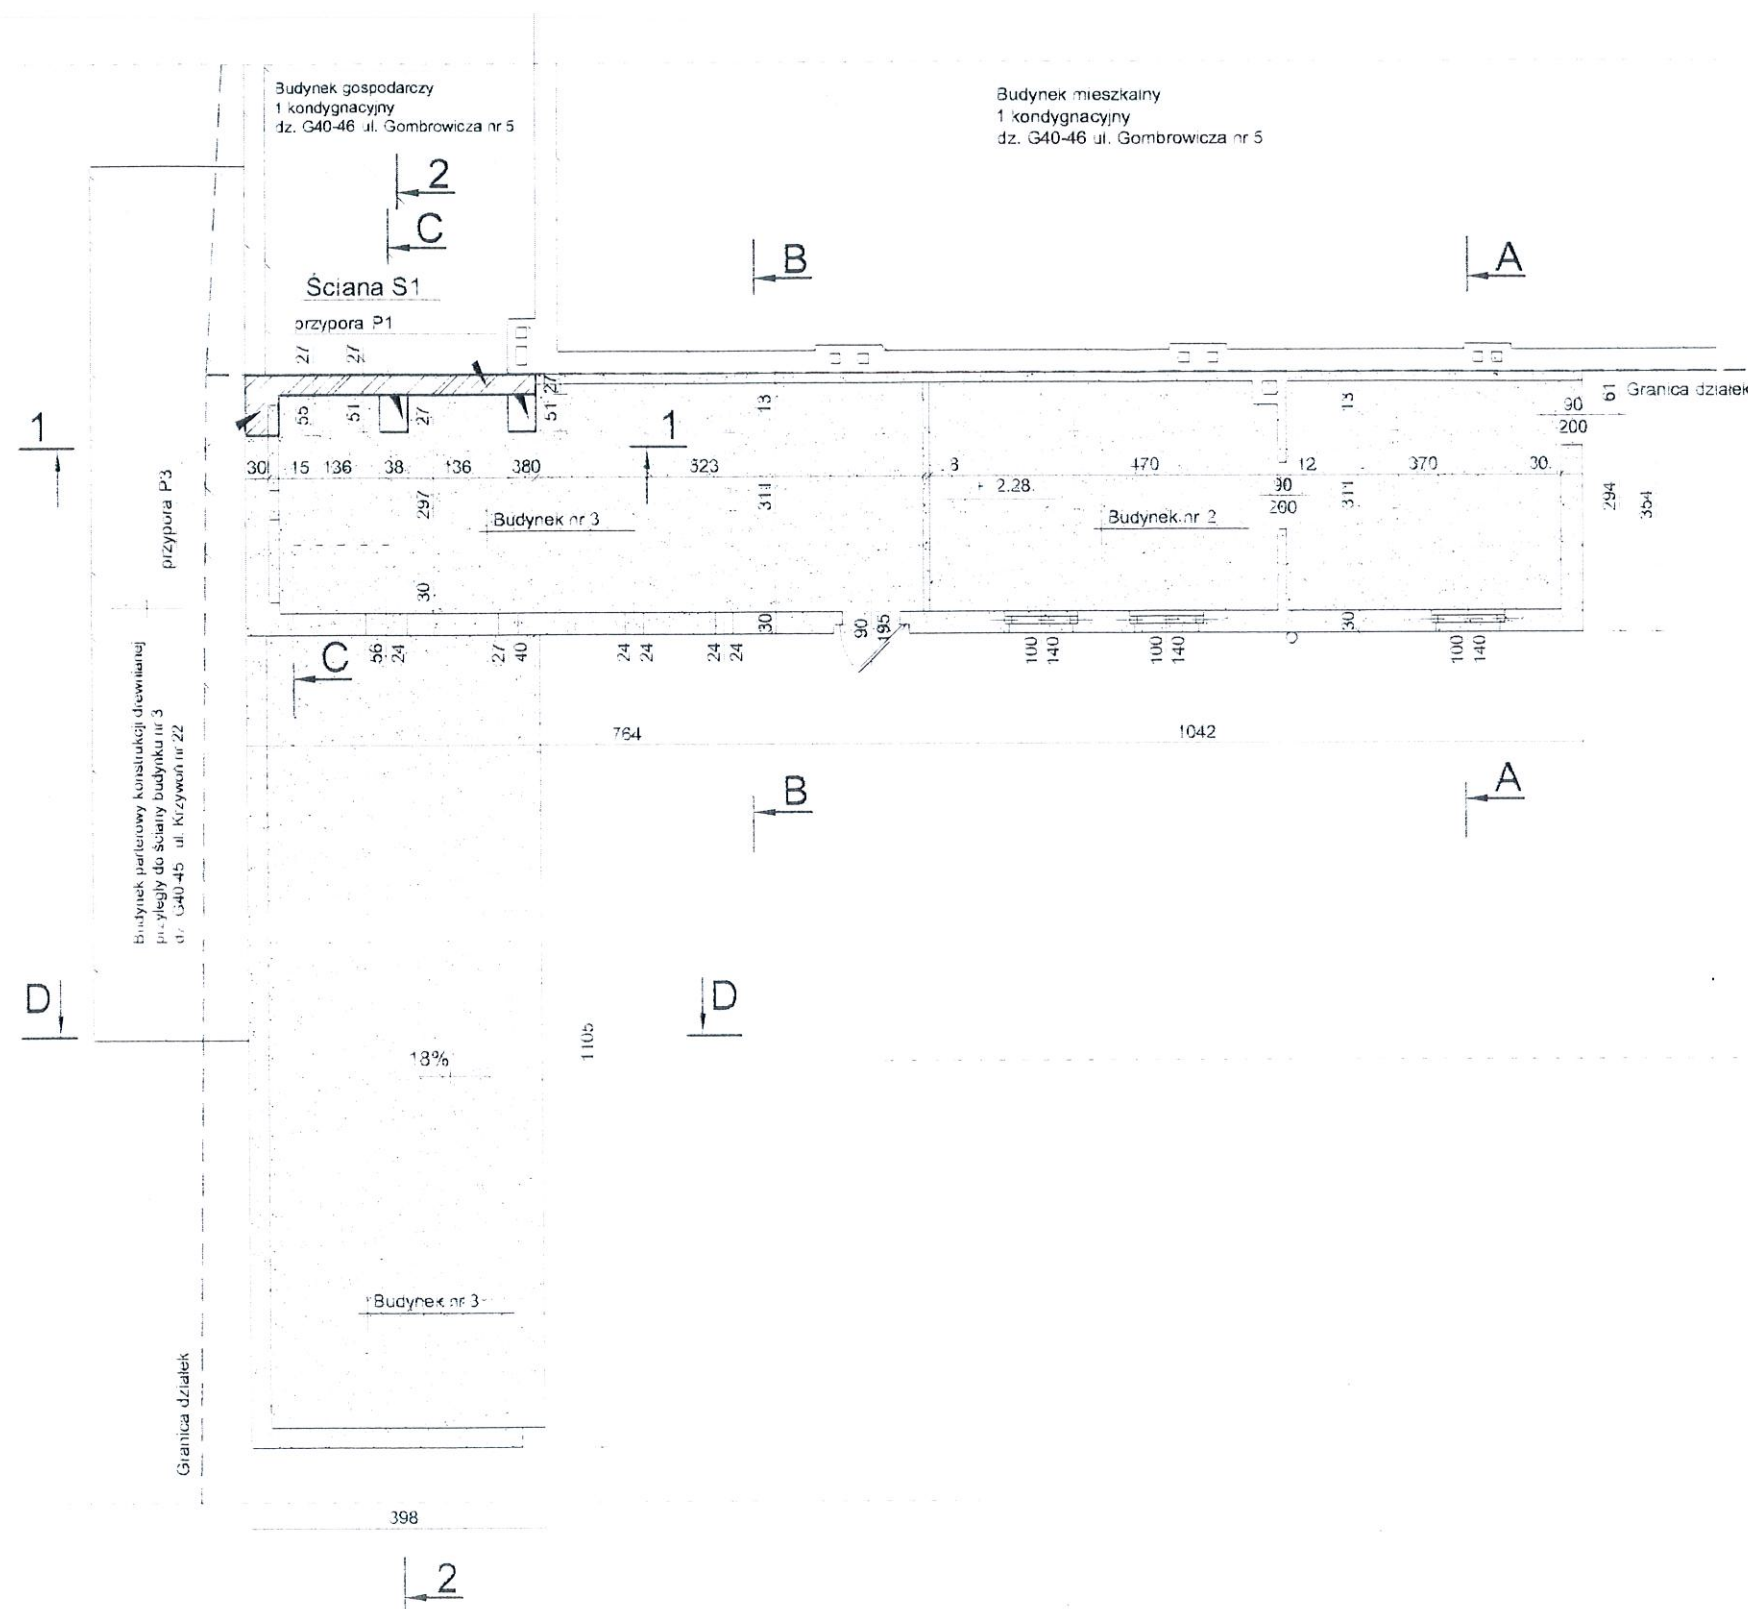 Budynek gospodarczy
1 kondygnacyjny
dz. G40-46 ul. Gombrowicza nr 5
Budynek mieszkalny
1 kondygnacyjny
dz. G40-46 ul. Gombrowicza nr 5
2
C
B
A
Ściana S1
przypora P1
27 27
27
55 51 27 51
13 13
61 Granica działek
90
200
1 1
30 15 136 38 136 380 523 8 470 12 370 30
2.28
90
200
297 311 311 294 354
Budynek nr 3
Budynek nr 2
przypora P3
30 30 90 195 30
56 24 27 40 24 24 24 24 100 140 100 140 100 140
C
764 1042
B
A
Budynek parterowy konstrukcji drewnianej
przyległy do ściany budynku nr 3
dz. G40-45 ul. Krzywoń nr 22
D D
1105
18%
Budynek nr 3
Granica działek
398
2